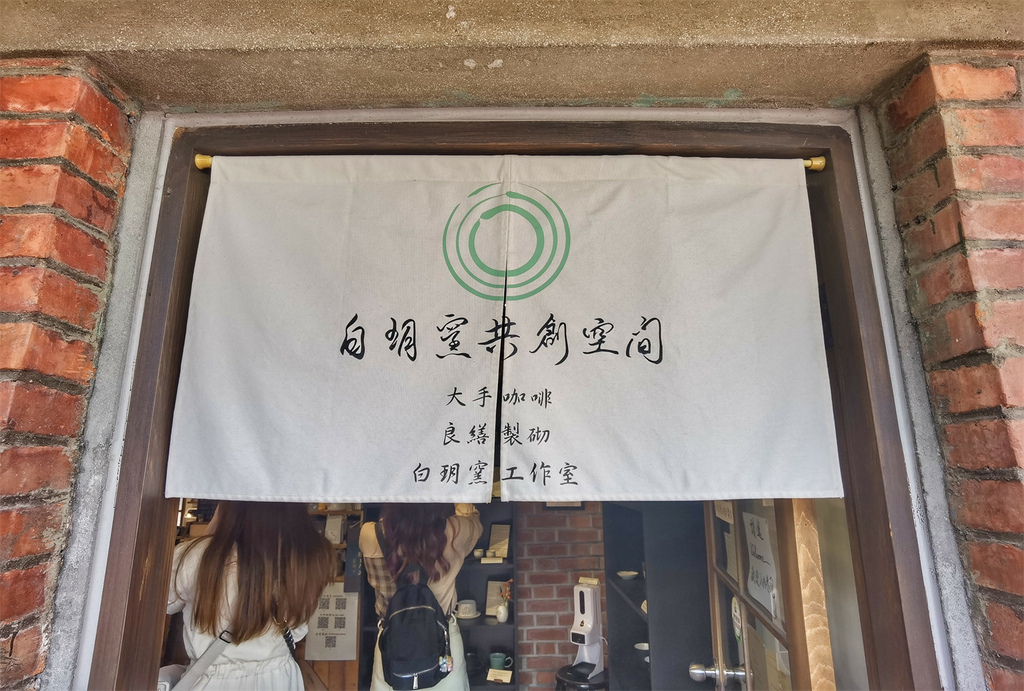 白玥窯共創空間
大手咖啡
良繕製砌
白玥窯工作室